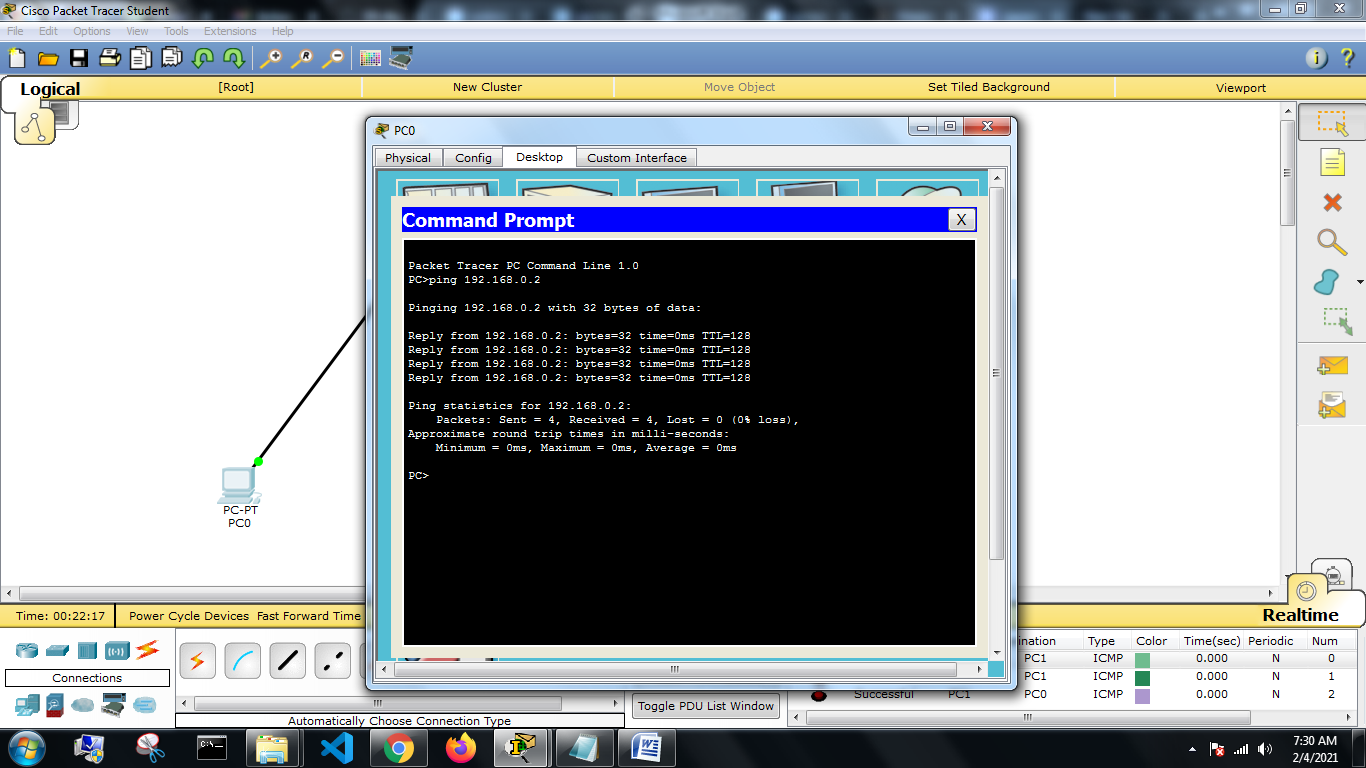 Cisco Packet Tracer Student
File Edit Options View Tools Extensions Help
Logical
[Root] New Cluster Move Object Set Tiled Background Viewport
PC0
Physical Config Desktop Custom Interface
Command Prompt X
Packet Tracer PC Command Line 1.0
PC>ping 192.168.0.2
Pinging 192.168.0.2 with 32 bytes of data:
Reply from 192.168.0.2: bytes=32 time=0ms TTL=128
Reply from 192.168.0.2: bytes=32 time=0ms TTL=128
Reply from 192.168.0.2: bytes=32 time=0ms TTL=128
Reply from 192.168.0.2: bytes=32 time=0ms TTL=128
Ping statistics for 192.168.0.2:
Packets: Sent = 4, Received = 4, Lost = 0 (0% loss),
Approximate round trip times in milli-seconds:
Minimum = 0ms, Maximum = 0ms, Average = 0ms
PC>
PC-PT
PC0
Time: 00:22:17 Power Cycle Devices Fast Forward Time
Realtime
Connections
Automatically Choose Connection Type
Toggle PDU List Window
ination Type Color Time(sec) Periodic Num
PC1 ICMP 0.000 N 0
PC1 ICMP 0.000 N 1
Successful PC1 PC0 ICMP 0.000 N 2
7:30 AM
2/4/2021